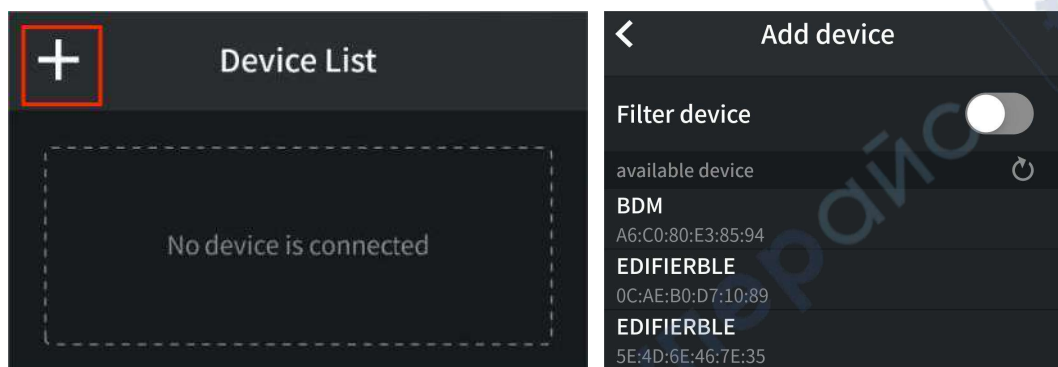 Device List
No device is connected
Add device
Filter device
available device
BDM
A6:C0:80:E3:85:94
EDIFIERBLE
0C:AE:B0:D7:10:89
EDIFIERBLE
5E:4D:6E:46:7E:35